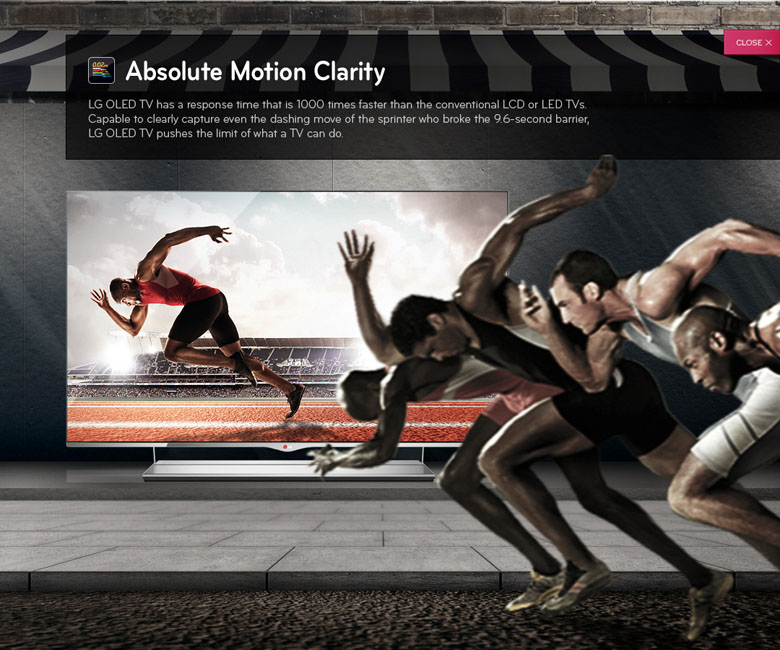 CLOSE X
Absolute Motion Clarity
LG OLED TV has a response time that is 1000 times faster than the conventional LCD or LED TVs.
Capable to clearly capture even the dashing move of the sprinter who broke the 9.6-second barrier,
LG OLED TV pushes the limit of what a TV can do.